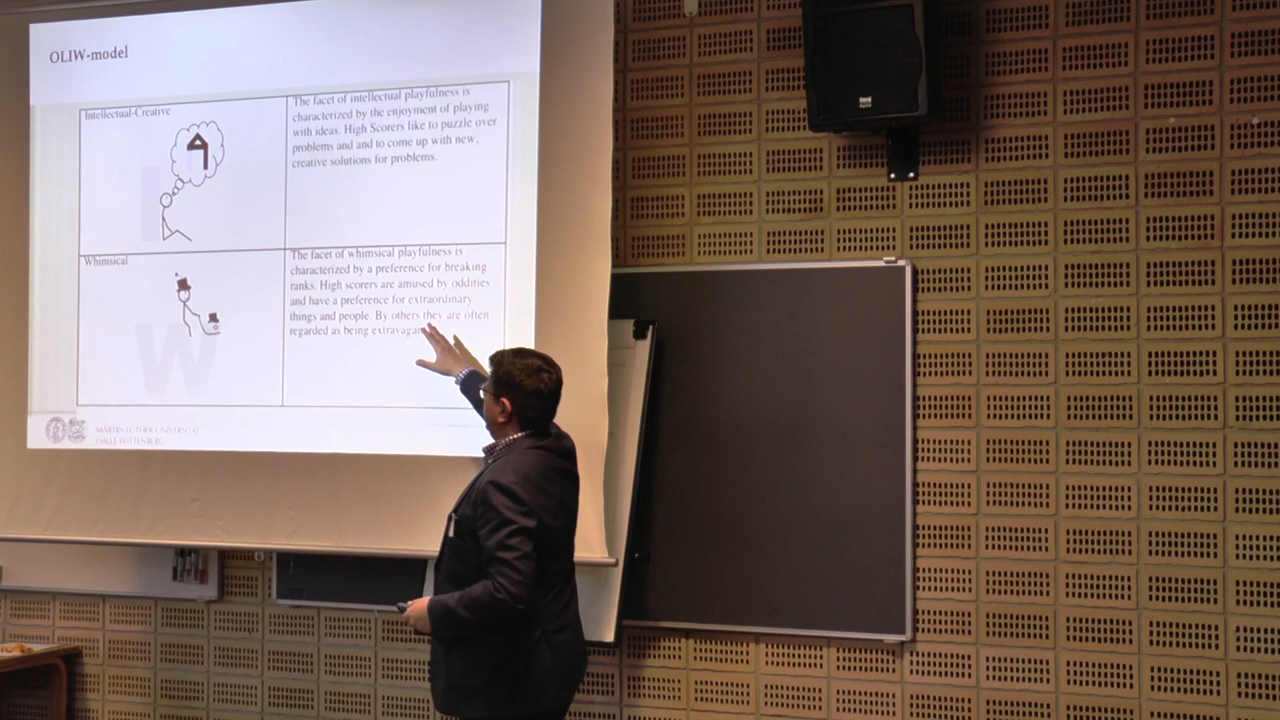 OLIW-model
Intellectual-Creative
The facet of intellectual playfulness is
characterized by the enjoyment of playing
with ideas. High Scorers like to puzzle over
problems and and to come up with new,
creative solutions for problems.
Whimsical
W
The facet of whimsical playfulness is
characterized by a preference for breaking
ranks. High scorers are amused by oddities
and have a preference for extraordinary
things and people. By others they are often
regarded as being
MARTIN-LUTHER-UNIVERSITÄT
HALLE-WITTENBERG